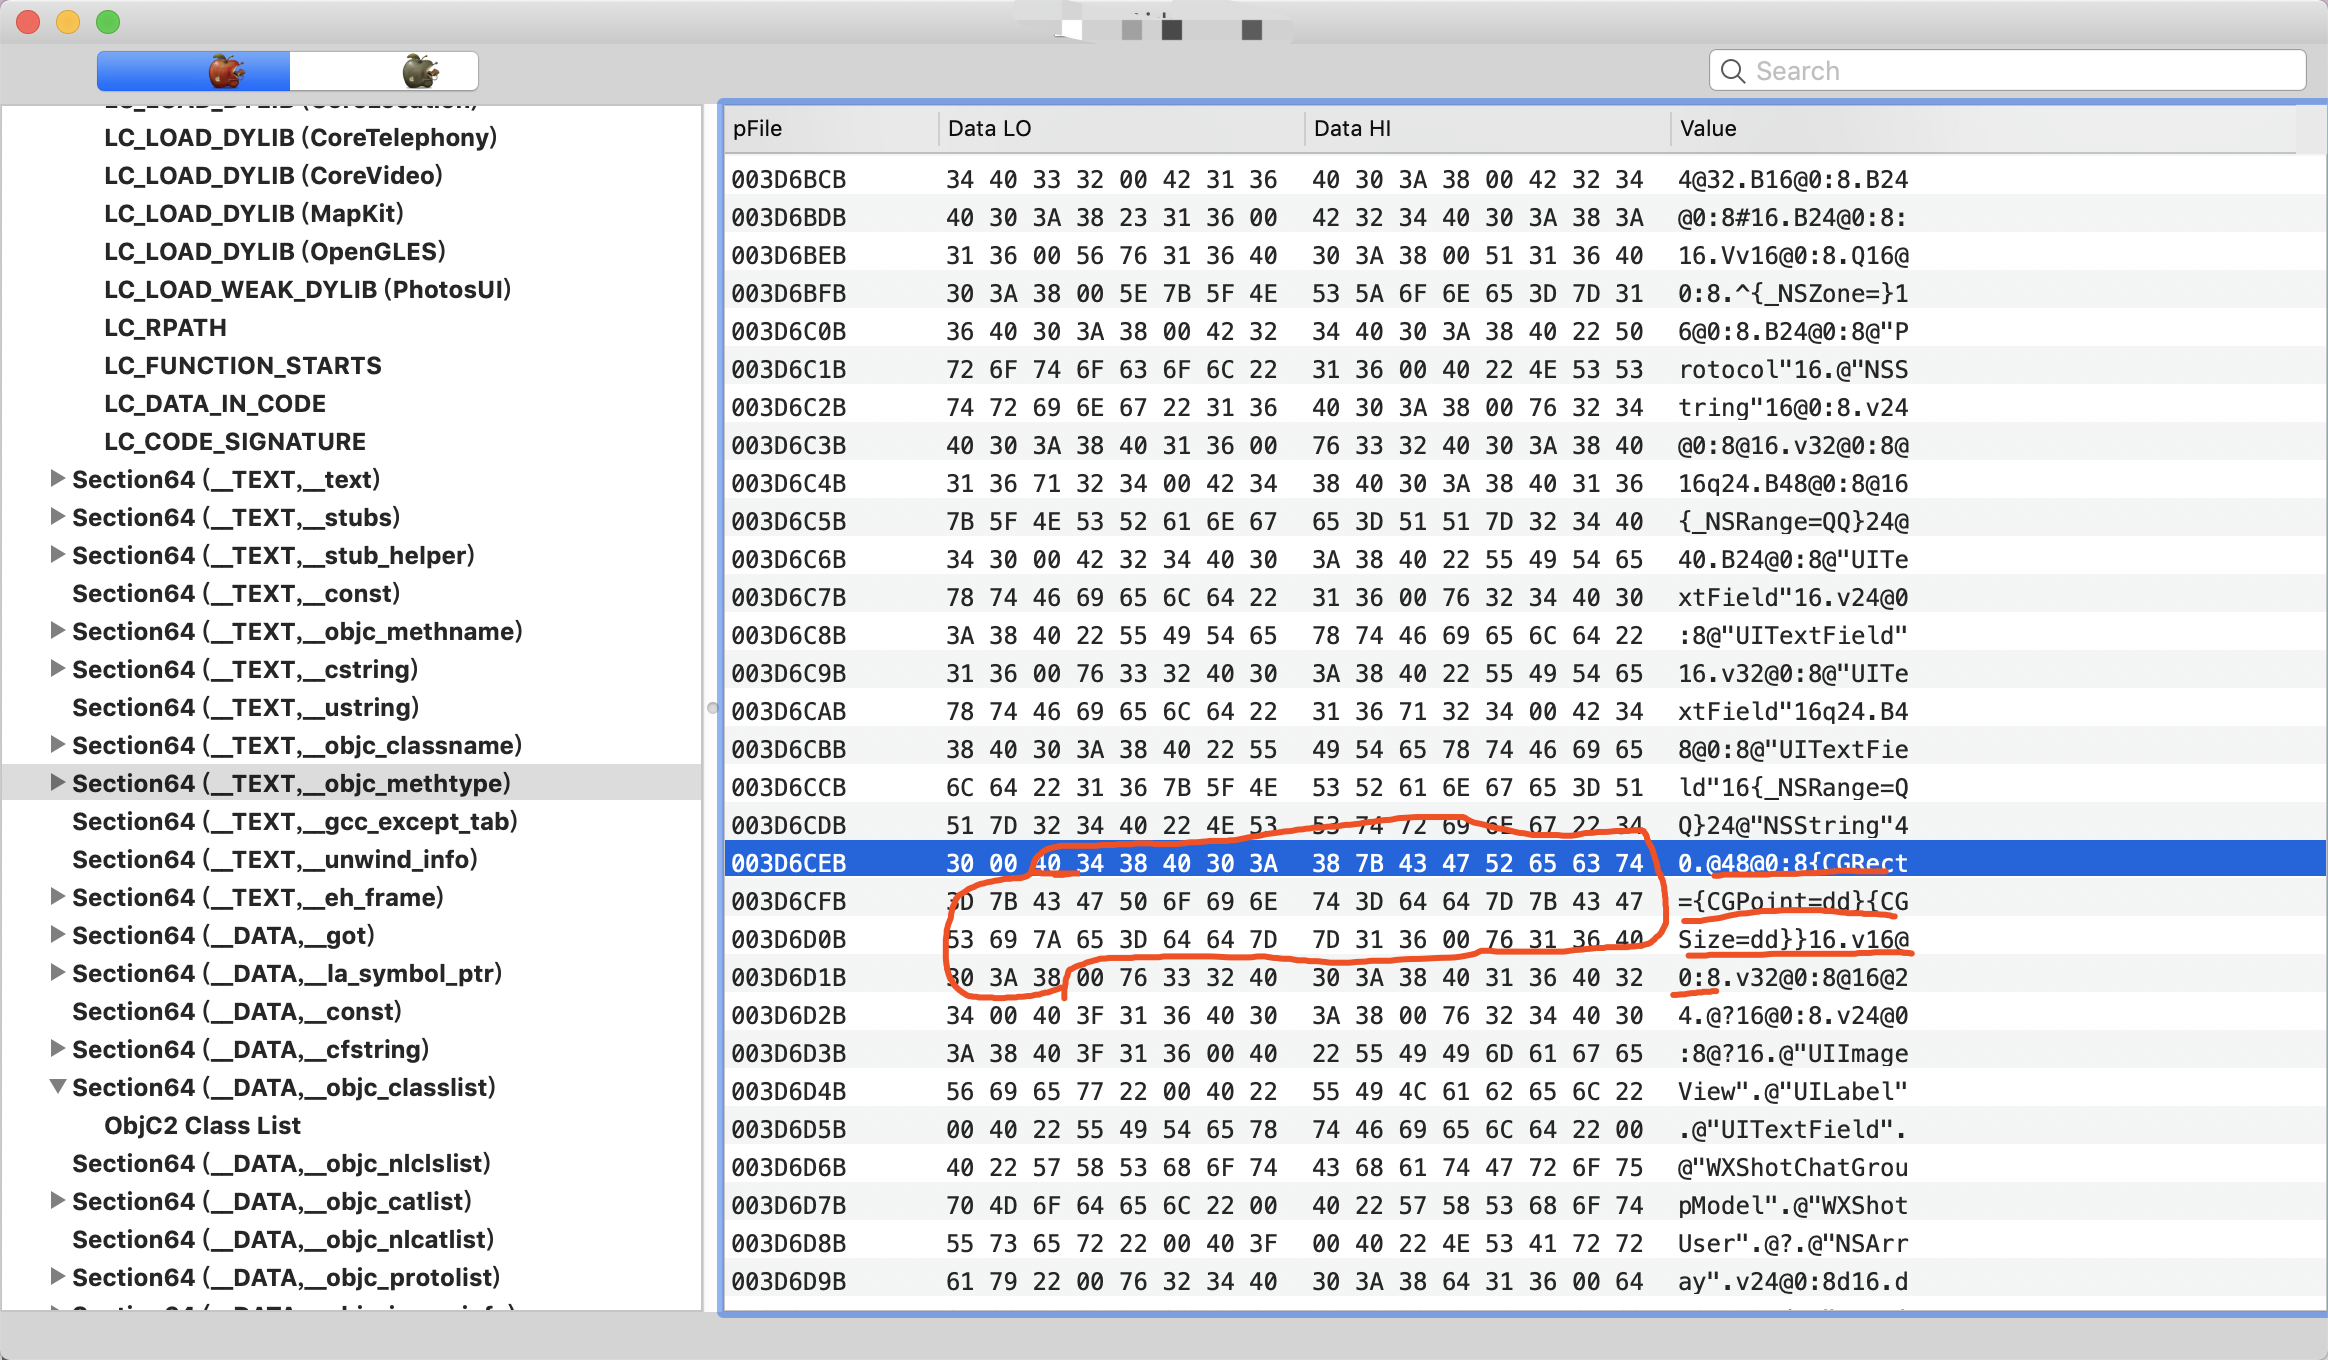 Search
LC_LOAD_DYLIB (CoreLocation)
LC_LOAD_DYLIB (CoreTelephony)
LC_LOAD_DYLIB (CoreVideo)
LC_LOAD_DYLIB (MapKit)
LC_LOAD_DYLIB (OpenGLES)
LC_LOAD_WEAK_DYLIB (PhotosUI)
LC_RPATH
LC_FUNCTION_STARTS
LC_DATA_IN_CODE
LC_CODE_SIGNATURE
Section64 (__TEXT,__text)
Section64 (__TEXT,__stubs)
Section64 (__TEXT,__stub_helper)
Section64 (__TEXT,__const)
Section64 (__TEXT,__objc_methname)
Section64 (__TEXT,__cstring)
Section64 (__TEXT,__ustring)
Section64 (__TEXT,__objc_classname)
Section64 (__TEXT,__objc_methtype)
Section64 (__TEXT,__gcc_except_tab)
Section64 (__TEXT,__unwind_info)
Section64 (__TEXT,__eh_frame)
Section64 (__DATA,__got)
Section64 (__DATA,__la_symbol_ptr)
Section64 (__DATA,__const)
Section64 (__DATA,__cfstring)
Section64 (__DATA,__objc_classlist)
ObjC2 Class List
Section64 (__DATA,__objc_nlclslist)
Section64 (__DATA,__objc_catlist)
Section64 (__DATA,__objc_nlcatlist)
Section64 (__DATA,__objc_protolist)
pFile Data LO Data HI Value
003D6BCB 34 40 33 32 00 42 31 36 40 30 3A 38 00 42 32 34 4@32.B16@0:8.B24
003D6BDB 40 30 3A 38 23 31 36 00 42 32 34 40 30 3A 38 3A @0:8#16.B24@0:8:
003D6BEB 31 36 00 56 76 31 36 40 30 3A 38 00 51 31 36 40 16.Vv16@0:8.Q16@
003D6BFB 30 3A 38 00 5E 7B 5F 4E 53 5A 6F 6E 65 3D 7D 31 0:8.^{_NSZone=}1
003D6C0B 36 40 30 3A 38 00 42 32 34 40 30 3A 38 40 22 50 6@0:8.B24@0:8@"P
003D6C1B 72 6F 74 6F 63 6F 6C 22 31 36 00 40 22 4E 53 53 rotocol"16.@"NSS
003D6C2B 74 72 69 6E 67 22 31 36 40 30 3A 38 00 76 32 34 tring"16@0:8.v24
003D6C3B 40 30 3A 38 40 31 36 00 76 33 32 40 30 3A 38 40 @0:8@16.v32@0:8@
003D6C4B 31 36 71 32 34 00 42 34 38 40 30 3A 38 40 31 36 16q24.B48@0:8@16
003D6C5B 7B 5F 4E 53 52 61 6E 67 65 3D 51 51 7D 32 34 40 {_NSRange=QQ}24@
003D6C6B 34 30 00 42 32 34 40 30 3A 38 40 22 55 49 54 65 40.B24@0:8@"UITe
003D6C7B 78 74 46 69 65 6C 64 22 31 36 00 76 32 34 40 30 xtField"16.v24@0
003D6C8B 3A 38 40 22 55 49 54 65 78 74 46 69 65 6C 64 22 :8@"UITextField"
003D6C9B 31 36 00 76 33 32 40 30 3A 38 40 22 55 49 54 65 16.v32@0:8@"UITe
003D6CAB 78 74 46 69 65 6C 64 22 31 36 71 32 34 00 42 34 xtField"16q24.B4
003D6CBB 38 40 30 3A 38 40 22 55 49 54 65 78 74 46 69 65 8@0:8@"UITextFie
003D6CCB 6C 64 22 31 36 7B 5F 4E 53 52 61 6E 67 65 3D 51 ld"16{_NSRange=Q
003D6CDB 51 7D 32 34 40 22 4E 53 53 74 72 69 6E 67 22 34 Q}24@"NSString"4
003D6CEB 30 00 40 34 38 40 30 3A 38 7B 43 47 52 65 63 74 0.@48@0:8{CGRect
003D6CFB 3D 7B 43 47 50 6F 69 6E 74 3D 64 64 7D 7B 43 47 ={CGPoint=dd}{CG
003D6D0B 53 69 7A 65 3D 64 64 7D 7D 31 36 00 76 31 36 40 Size=dd}}16.v16@
003D6D1B 30 3A 38 00 76 33 32 40 30 3A 38 40 31 36 40 32 0:8.v32@0:8@16@2
003D6D2B 34 00 40 3F 31 36 40 30 3A 38 00 76 32 34 40 30 4.@?16@0:8.v24@0
003D6D3B 3A 38 40 3F 31 36 00 40 22 55 49 49 6D 61 67 65 :8@?16.@"UIImage
003D6D4B 56 69 65 77 22 00 40 22 55 49 4C 61 62 65 6C 22 View".@"UILabel"
003D6D5B 00 40 22 55 49 54 65 78 74 46 69 65 6C 64 22 00 .@"UITextField".
003D6D6B 40 22 57 58 53 68 6F 74 43 68 61 74 47 72 6F 75 @"WXShotChatGrou
003D6D7B 70 4D 6F 64 65 6C 22 00 40 22 57 58 53 68 6F 74 pModel".@"WXShot
003D6D8B 55 73 65 72 22 00 40 3F 00 40 22 4E 53 41 72 72 User".@?.@"NSArr
003D6D9B 61 79 22 00 76 32 34 40 30 3A 38 64 31 36 00 64 ay".v24@0:8d16.d